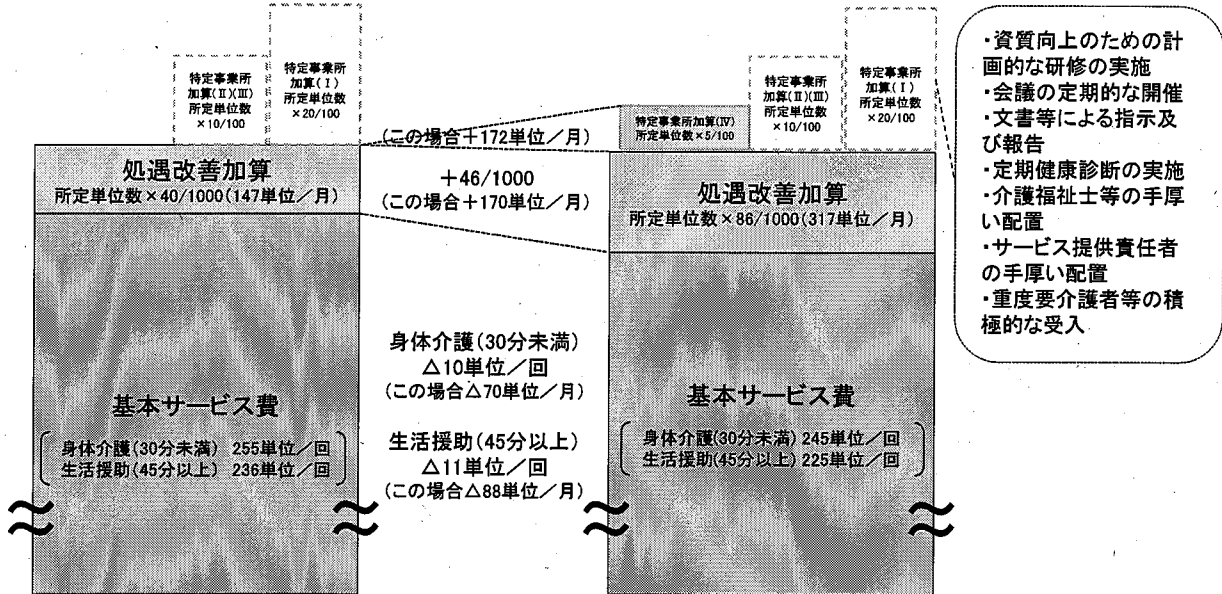 特定事業所
加算(Ⅱ)(Ⅲ)
所定単位数
×10/100
特定事業所
加算(Ⅰ)
所定単位数
×20/100
処遇改善加算
所定単位数×40/1000(147単位/月)
基本サービス費
身体介護(30分未満) 255単位/回
生活援助(45分以上) 236単位/回
(この場合+172単位/月)
+46/1000
(この場合+170単位/月)
身体介護(30分未満)
△10単位/回
(この場合△70単位/月)
生活援助(45分以上)
△11単位/回
(この場合△88単位/月)
特定事業所加算(Ⅳ)
所定単位数×5/100
特定事業所
加算(Ⅱ)(Ⅲ)
所定単位数
×10/100
特定事業所
加算(Ⅰ)
所定単位数
×20/100
処遇改善加算
所定単位数×86/1000(317単位/月)
基本サービス費
身体介護(30分未満) 245単位/回
生活援助(45分以上) 225単位/回
・資質向上のための計
画的な研修の実施
・会議の定期的な開催
・文書等による指示及
び報告
・定期健康診断の実施
・介護福祉士等の手厚
い配置
・サービス提供責任者
の手厚い配置
・重度要介護者等の積
極的な受入